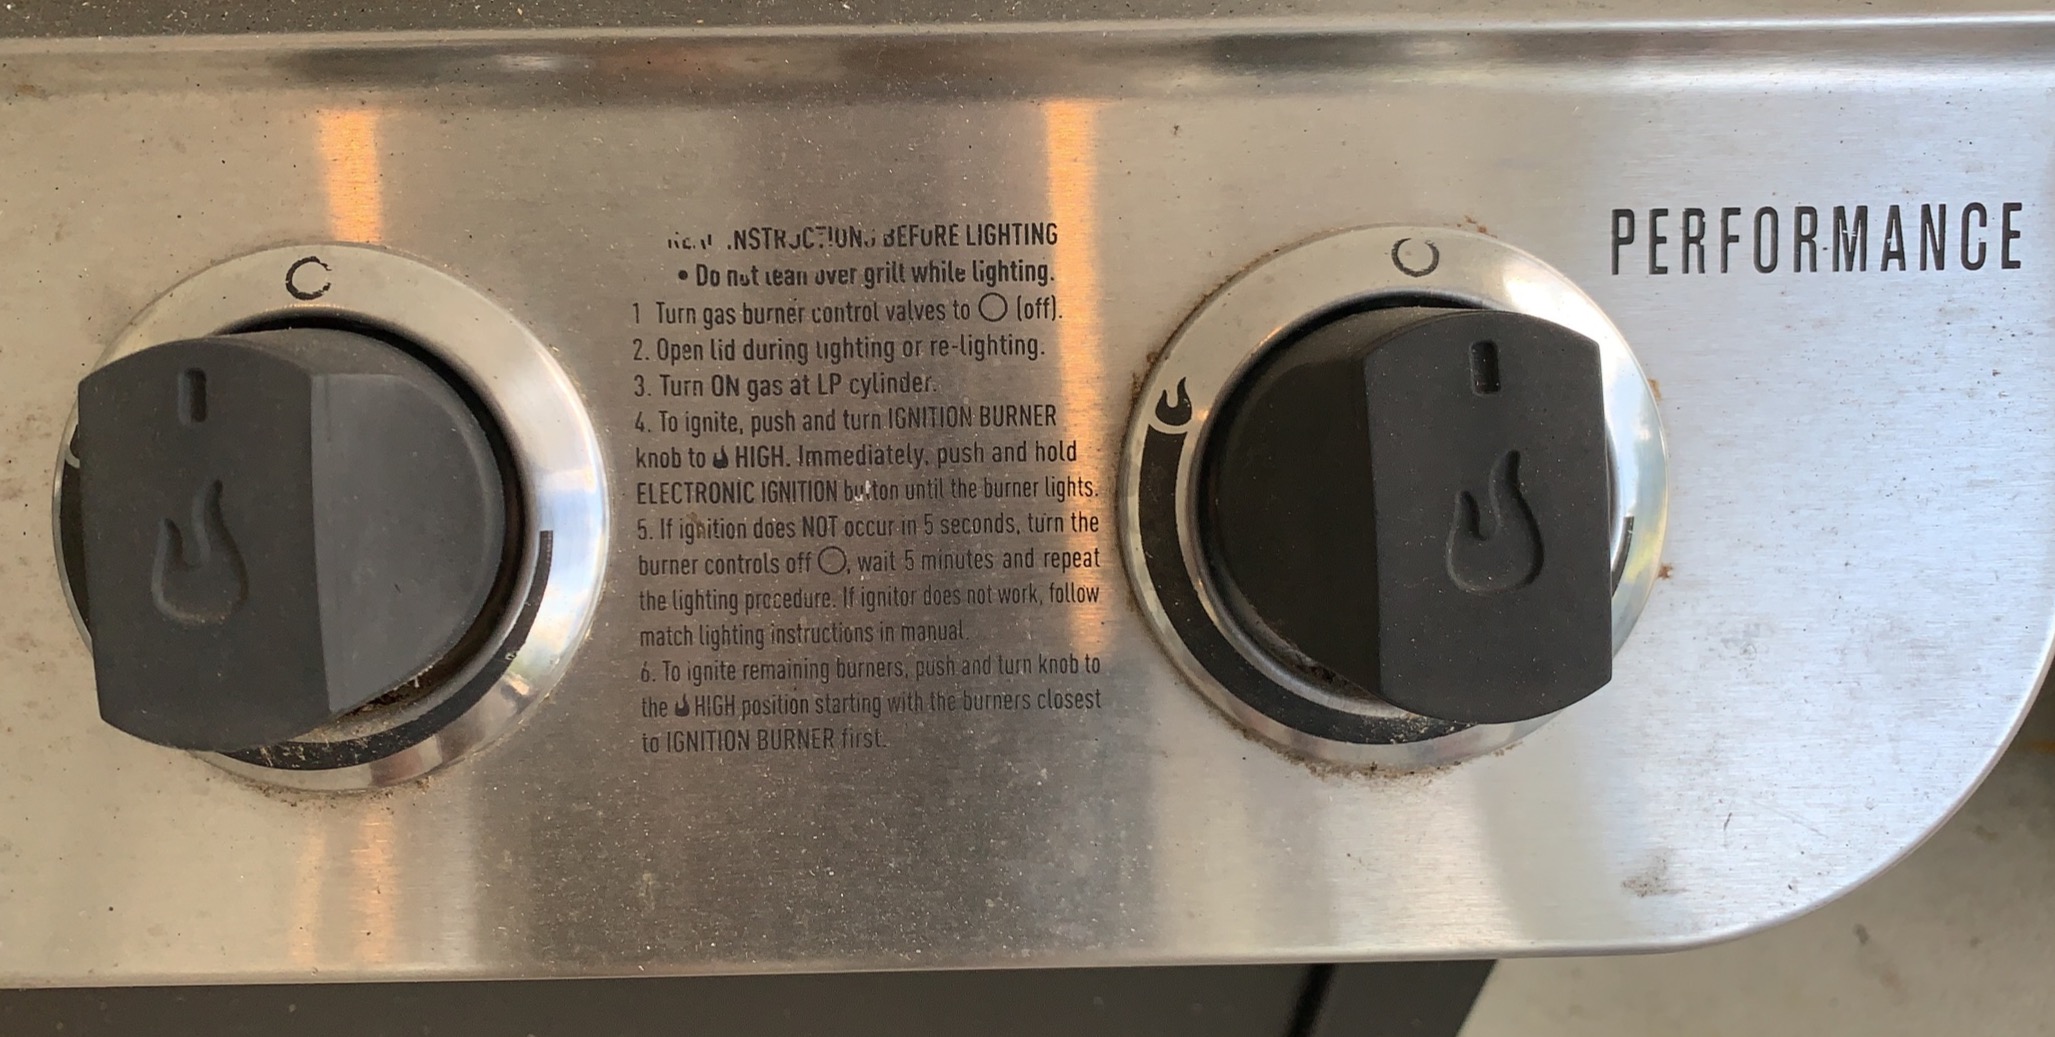 INSTRUCTIONS BEFORE LIGHTING
• Do not lean over grill while lighting.
1 Turn gas burner control valves to (off).
2. Open lid during lighting or re-lighting.
3. Turn ON gas at LP cylinder.
4. To ignite, push and turn IGNITION BURNER
knob to HIGH. Immediately, push and hold
ELECTRONIC IGNITION button until the burner lights.
5. If ignition does NOT occur in 5 seconds, turn the
burner controls off , wait 5 minutes and repeat
the lighting procedure. If ignitor does not work, follow
match lighting instructions in manual.
6. To ignite remaining burners, push and turn knob to
the HIGH position starting with the burners closest
to IGNITION BURNER first.
PERFORMANCE